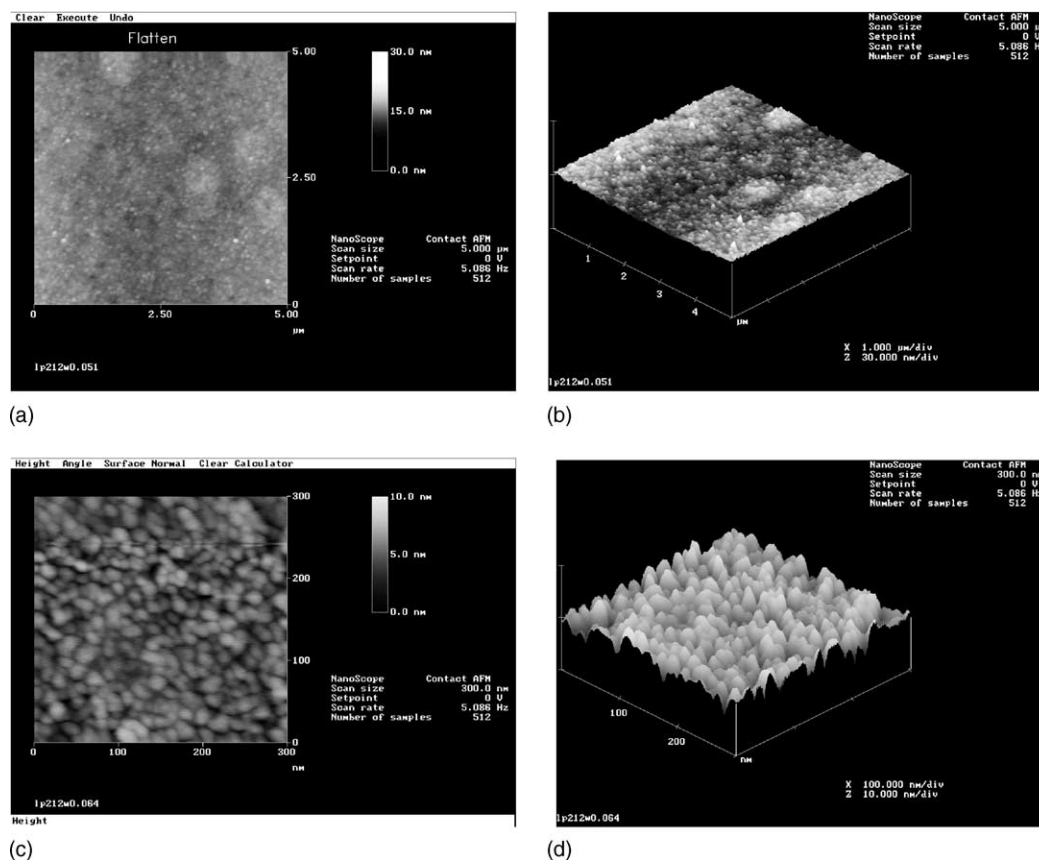 Clear Execute Undo
Flatten
5.00
2.50
0
0
2.50
5.00
µm
30.0 nm
15.0 nm
0.0 nm
NanoScope Contact AFM
Scan size 5.000 µm
Setpoint 0 V
Scan rate 5.086 Hz
Number of samples 512
lp212w0.051
(a)
NanoScope Contact AFM
Scan size 5.000 µ
Setpoint 0 V
Scan rate 5.086 H
Number of samples 512
1
2
3
4
µm
X 1.000 µm/div
Z 30.000 nm/div
lp212w0.051
(b)
Height Angle Surface Normal Clear Calculator
300
200
100
0
0
100
200
300
nm
10.0 nm
5.0 nm
0.0 nm
NanoScope Contact AFM
Scan size 300.0 nm
Setpoint 0 V
Scan rate 5.086 Hz
Number of samples 512
lp212w0.064
Height
(c)
NanoScope Contact AFM
Scan size 300.0 n
Setpoint 0 V
Scan rate 5.086 H
Number of samples 512
100
200
nm
X 100.000 nm/div
Z 10.000 nm/div
lp212w0.064
(d)